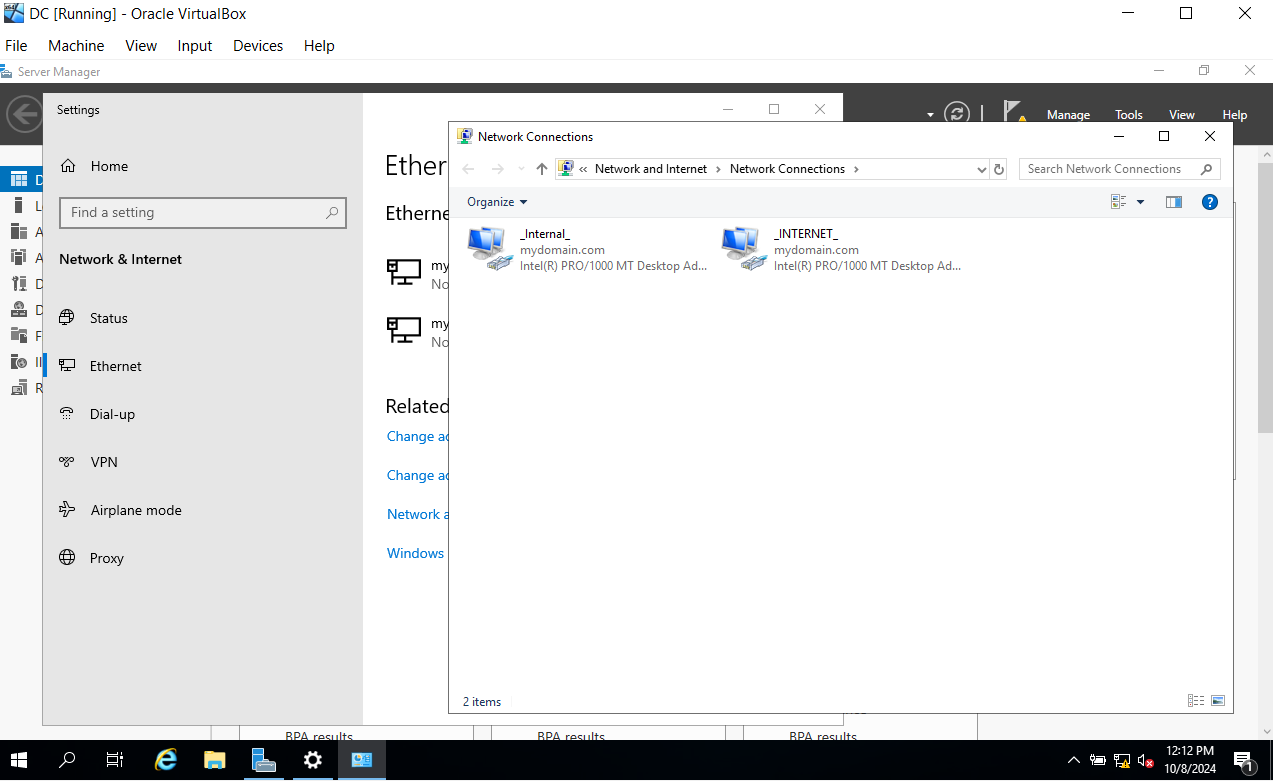 DC [Running] - Oracle VirtualBox
File Machine View Input Devices Help
Server Manager
Manage Tools View Help
Settings
Home
Find a setting
Network & Internet
Status
Ethernet
Dial-up
VPN
Airplane mode
Proxy
Ether
Etherne
my
No
my
No
Related
Change ad
Change ad
Network a
Windows
D
L
A
A
D
D
F
II
R
Network Connections
« Network and Internet › Network Connections ›
Search Network Connections
Organize
_Internal_
mydomain.com
Intel(R) PRO/1000 MT Desktop Ad...
_INTERNET_
mydomain.com
Intel(R) PRO/1000 MT Desktop Ad...
2 items
BPA results BPA results BPA results
12:12 PM
10/8/2024
1